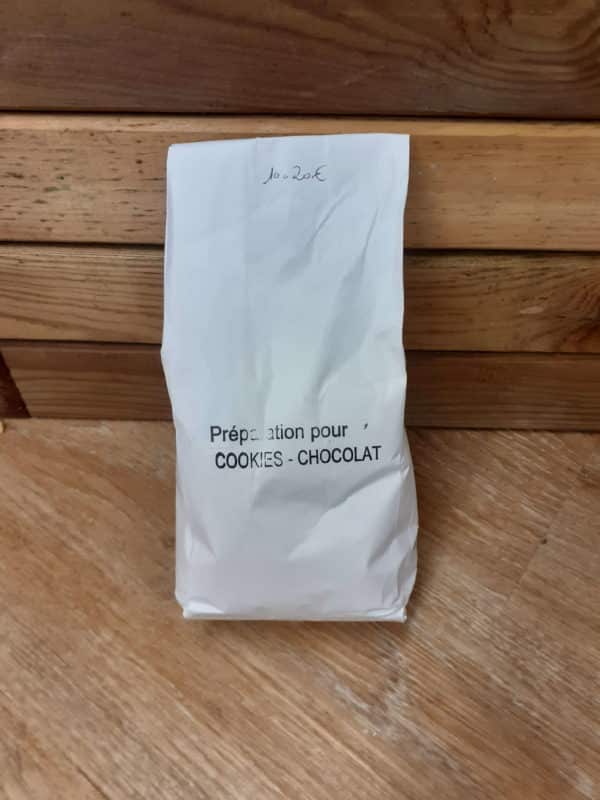 10.20€
Préparation pour
COOKIES - CHOCOLAT